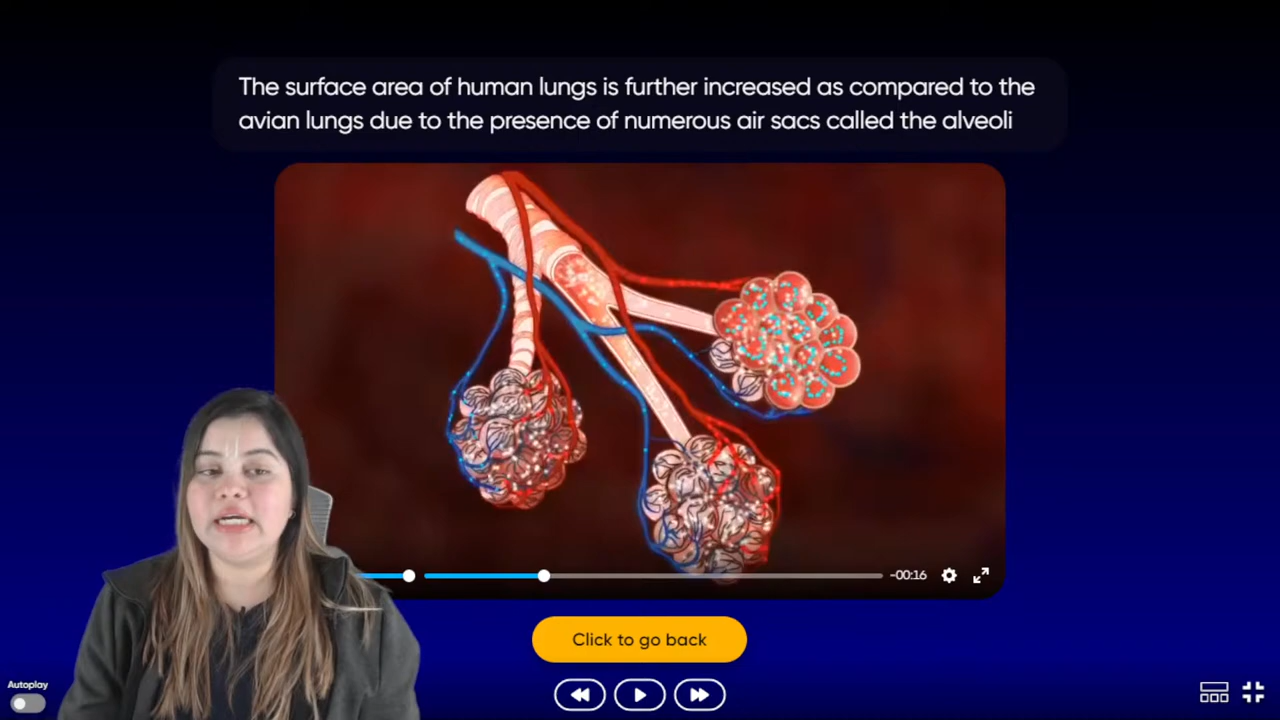 The surface area of human lungs is further increased as compared to the
avian lungs due to the presence of numerous air sacs called the alveoli
-00:16
Click to go back
Autoplay